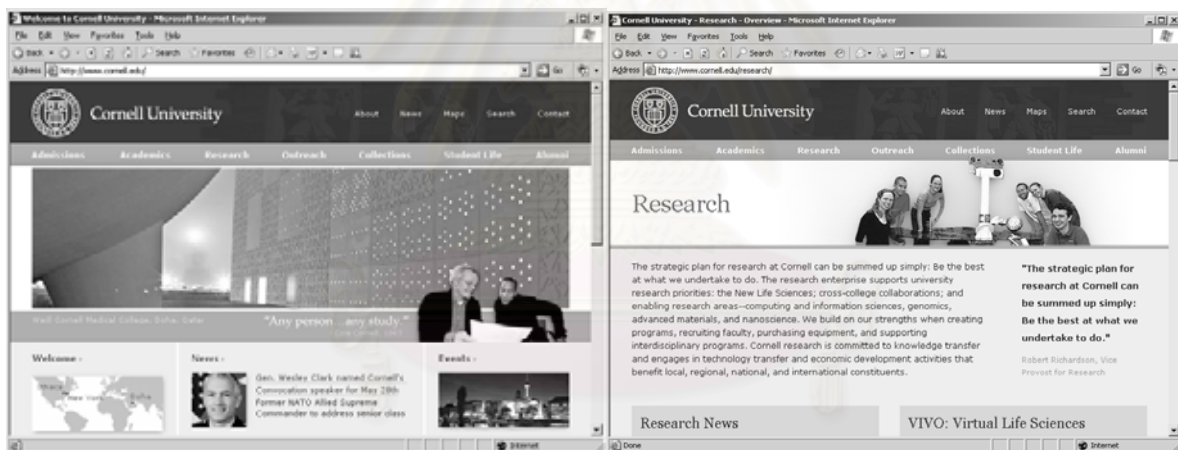 Welcome to Cornell University - Microsoft Internet Explorer
File Edit View Favorites Tools Help
Back Search Favorites
Address http://www.cornell.edu/ Go
Cornell University
About News Maps Search Contact
Admissions Academics Research Outreach Collections Student Life Alumni
Weill Cornell Medical College, Doha, Qatar
"Any person... any study."
Welcome ›
News ›
Events ›
Ithaca
New York
Doha
Gen. Wesley Clark named Cornell's
Convocation speaker for May 28th
Former NATO Allied Supreme
Commander to address senior class
Internet
Cornell University - Research - Overview - Microsoft Internet Explorer
File Edit View Favorites Tools Help
Back Search Favorites
Address http://www.cornell.edu/research/ Go
Cornell University
About News Maps Search Contact
Admissions Academics Research Outreach Collections Student Life Alumni
Research
The strategic plan for research at Cornell can be summed up simply: Be the best
at what we undertake to do. The research enterprise supports university
research priorities: the New Life Sciences; cross-college collaborations; and
enabling research areas--computing and information sciences, genomics,
advanced materials, and nanoscience. We build on our strengths when creating
programs, recruiting faculty, purchasing equipment, and supporting
interdisciplinary programs. Cornell research is committed to knowledge transfer
and engages in technology transfer and economic development activities that
benefit local, regional, national, and international constituents.
"The strategic plan for
research at Cornell can
be summed up simply:
Be the best at what we
undertake to do."
Robert Richardson, Vice
Provost for Research
Research News
VIVO: Virtual Life Sciences
Done
Internet